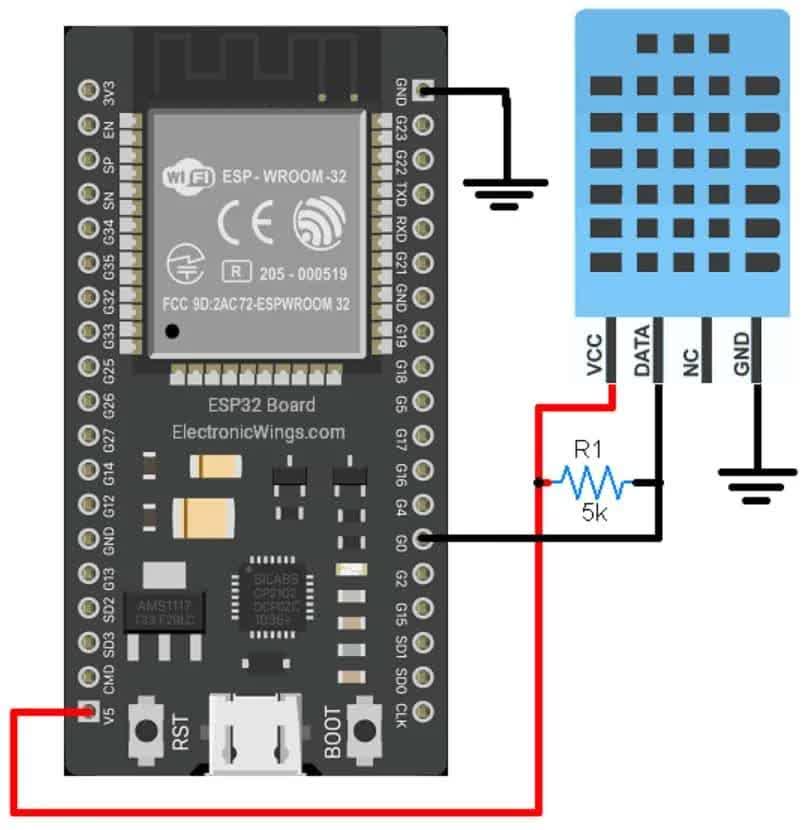 3V3
EN
SP
SN
G34
G35
G32
G33
G25
G26
G27
G14
G12
GND
G13
SD2
SD3
CMD
V5
WiFi ESP-WROOM-32
CE
R 205-000519
FCC 9D:2AC72-ESPWROOM 32
ESP32 Board
ElectronicWings.com
AMS1117
SILABS
CP2102
RST
BOOT
GND
G23
G22
TXD
RXD
G21
GND
G19
G18
G5
G17
G16
G4
G0
G2
G15
SD1
SD0
CLK
VCC
DATA
NC
GND
R1
5k